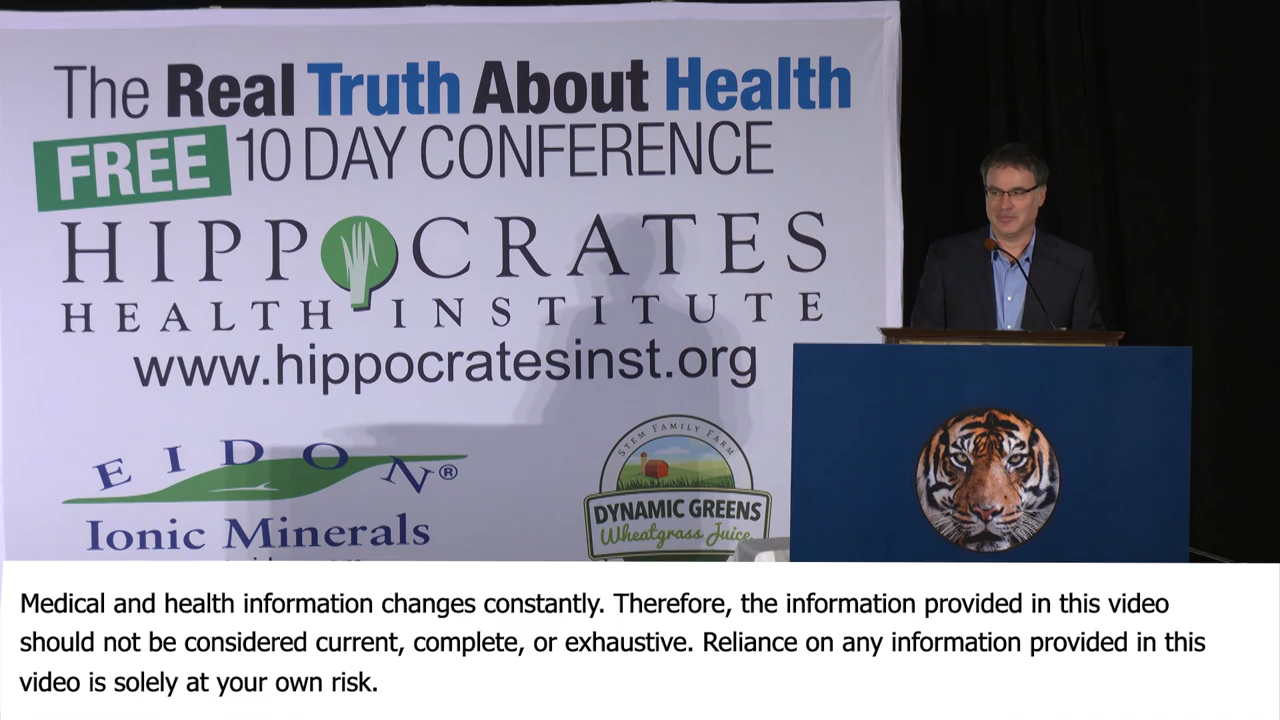 The Real Truth About Health
FREE 10 DAY CONFERENCE
HIPPOCRATES
HEALTH INSTITUTE
www.hippocratesinst.org
EIDON®
Ionic Minerals
STEM FAMILY FARM
DYNAMIC GREENS
Wheatgrass Juice
Medical and health information changes constantly. Therefore, the information provided in this video
should not be considered current, complete, or exhaustive. Reliance on any information provided in this
video is solely at your own risk.